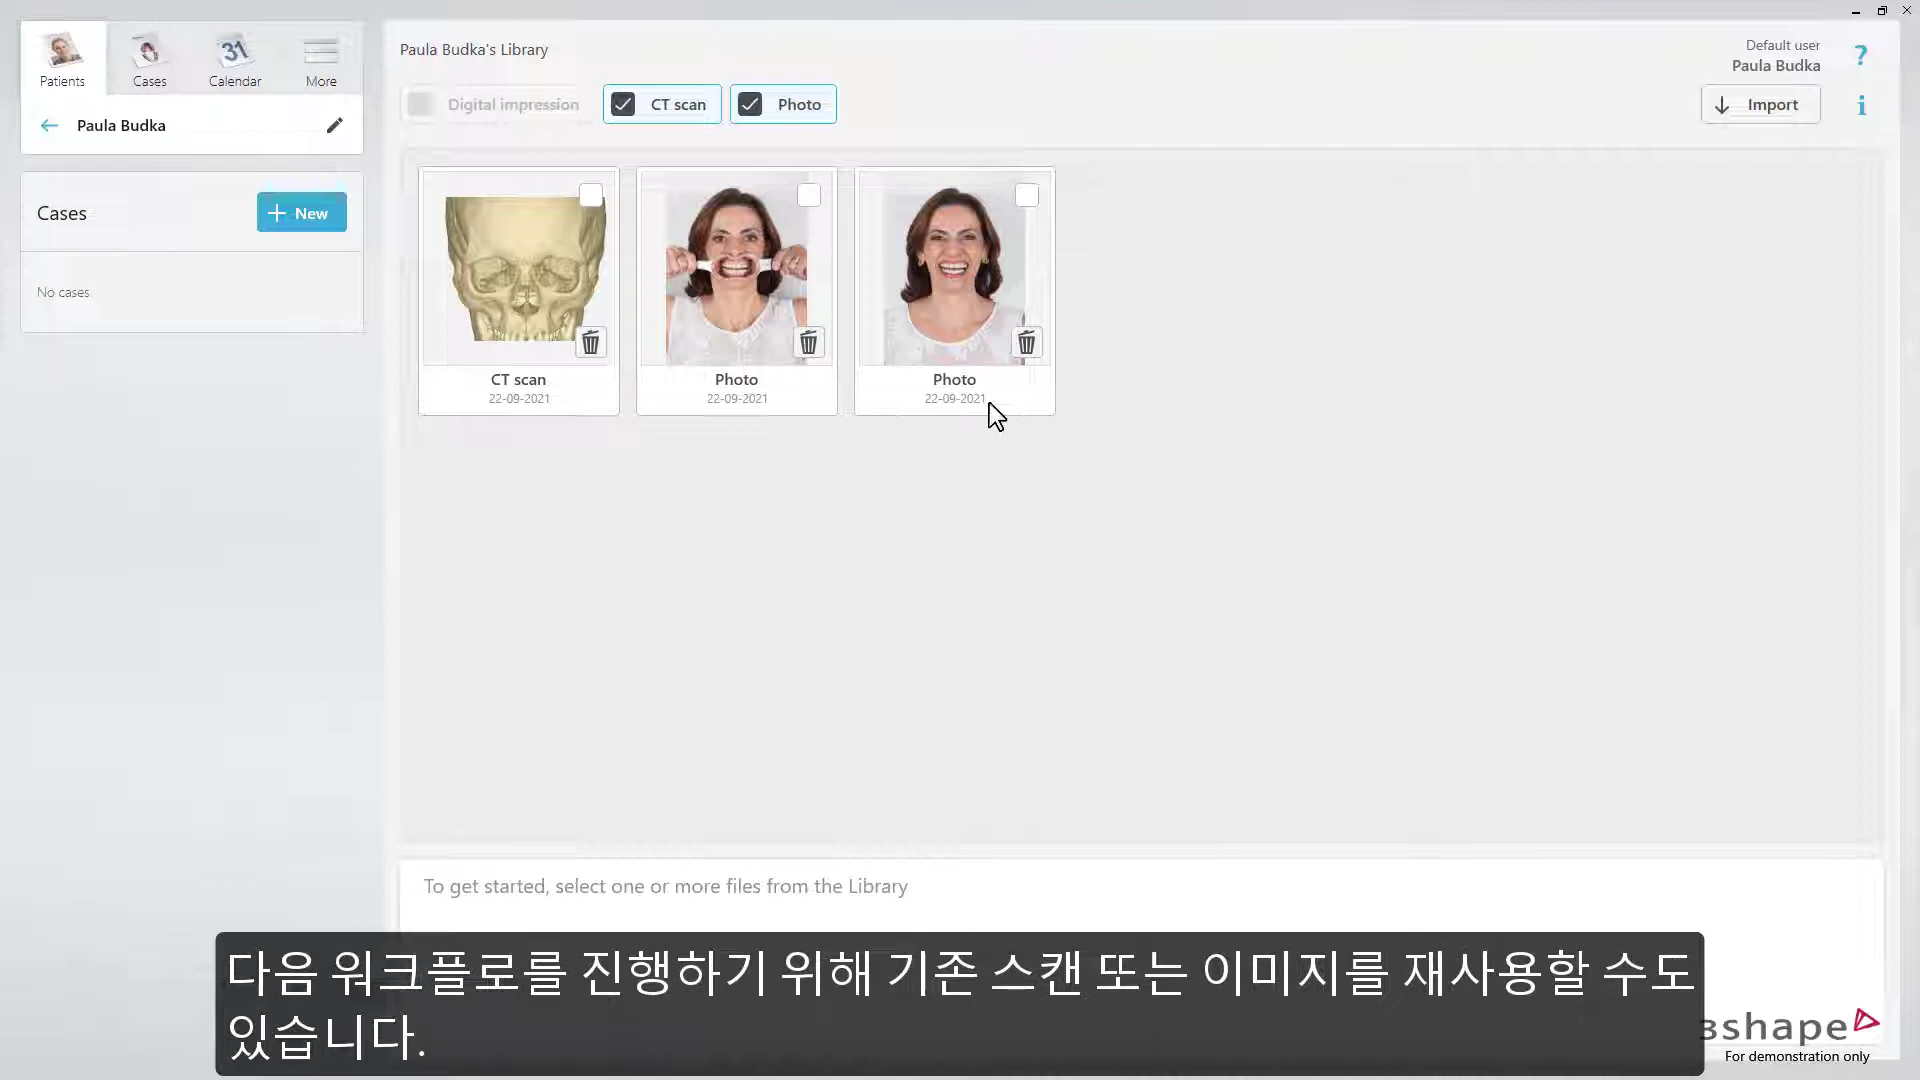 Patients
Cases
31
Calendar
More
Paula Budka
Cases
New
No cases
Paula Budka's Library
Default user
Paula Budka
?
Digital impression
CT scan
Photo
Import
i
CT scan
22-09-2021
Photo
22-09-2021
Photo
22-09-2021
To get started, select one or more files from the Library
다음 워크플로를 진행하기 위해 기존 스캔 또는 이미지를 재사용할 수도
있습니다.
3shape
For demonstration only